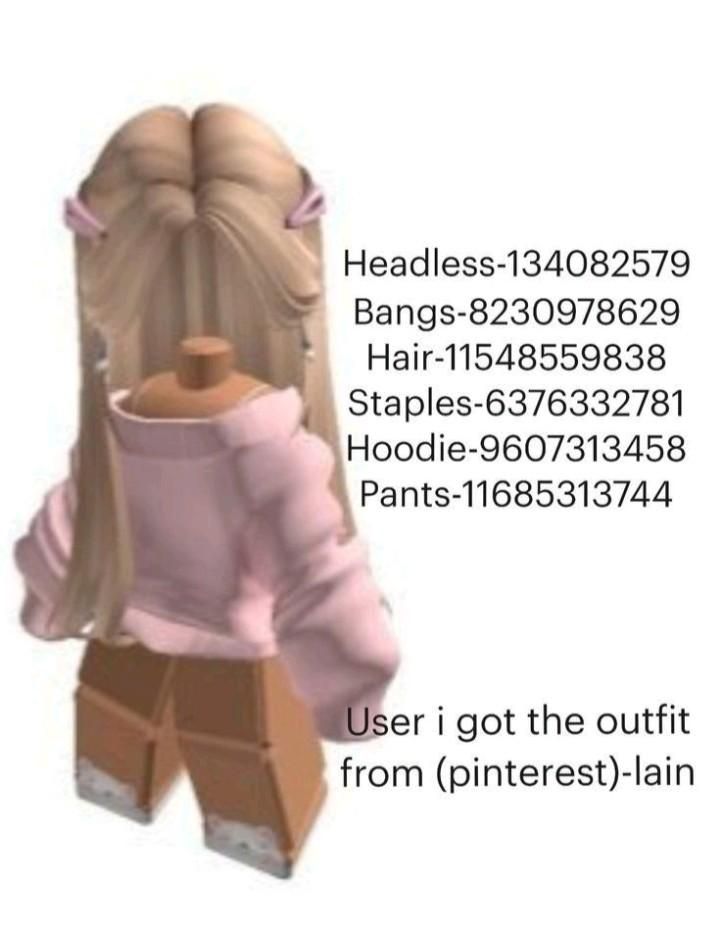 Headless-134082579
Bangs-8230978629
Hair-11548559838
Staples-6376332781
Hoodie-9607313458
Pants-11685313744
User i got the outfit
from (pinterest)-lain